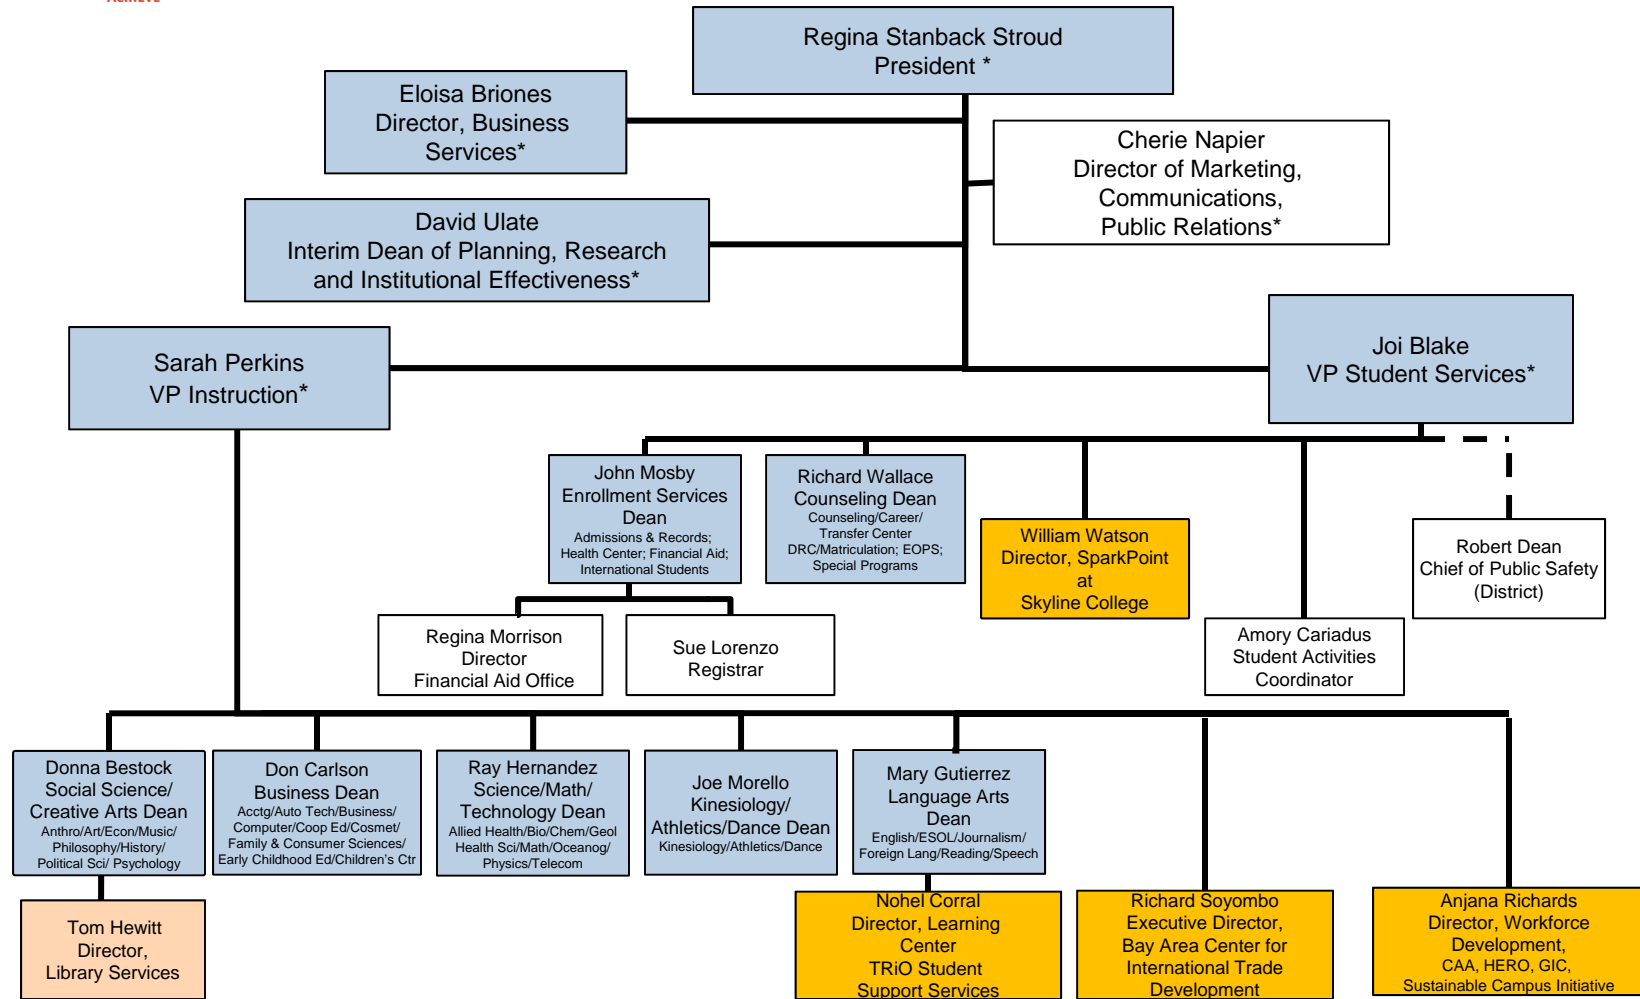 Achieve
Regina Stanback Stroud
President *
Eloisa Briones
Director, Business
Services*
Cherie Napier
Director of Marketing,
Communications,
Public Relations*
David Ulate
Interim Dean of Planning, Research
and Institutional Effectiveness*
Sarah Perkins
VP Instruction*
Joi Blake
VP Student Services*
John Mosby
Enrollment Services
Dean
Admissions & Records;
Health Center; Financial Aid;
International Students
Richard Wallace
Counseling Dean
Counseling/Career/
Transfer Center
DRC/Matriculation; EOPS;
Special Programs
William Watson
Director, SparkPoint
at
Skyline College
Robert Dean
Chief of Public Safety
(District)
Regina Morrison
Director
Financial Aid Office
Sue Lorenzo
Registrar
Amory Cariadus
Student Activities
Coordinator
Donna Bestock
Social Science/
Creative Arts Dean
Anthro/Art/Econ/Music/
Philosophy/History/
Political Sci/ Psychology
Don Carlson
Business Dean
Acctg/Auto Tech/Business/
Computer/Coop Ed/Cosmet/
Family & Consumer Sciences/
Early Childhood Ed/Children's Ctr
Ray Hernandez
Science/Math/
Technology Dean
Allied Health/Bio/Chem/Geol
Health Sci/Math/Oceanog/
Physics/Telecom
Joe Morello
Kinesiology/
Athletics/Dance Dean
Kinesiology/Athletics/Dance
Mary Gutierrez
Language Arts
Dean
English/ESOL/Journalism/
Foreign Lang/Reading/Speech
Tom Hewitt
Director,
Library Services
Nohel Corral
Director, Learning
Center
TRiO Student
Support Services
Richard Soyombo
Executive Director,
Bay Area Center for
International Trade
Development
Anjana Richards
Director, Workforce
Development,
CAA, HERO, GIC,
Sustainable Campus Initiative